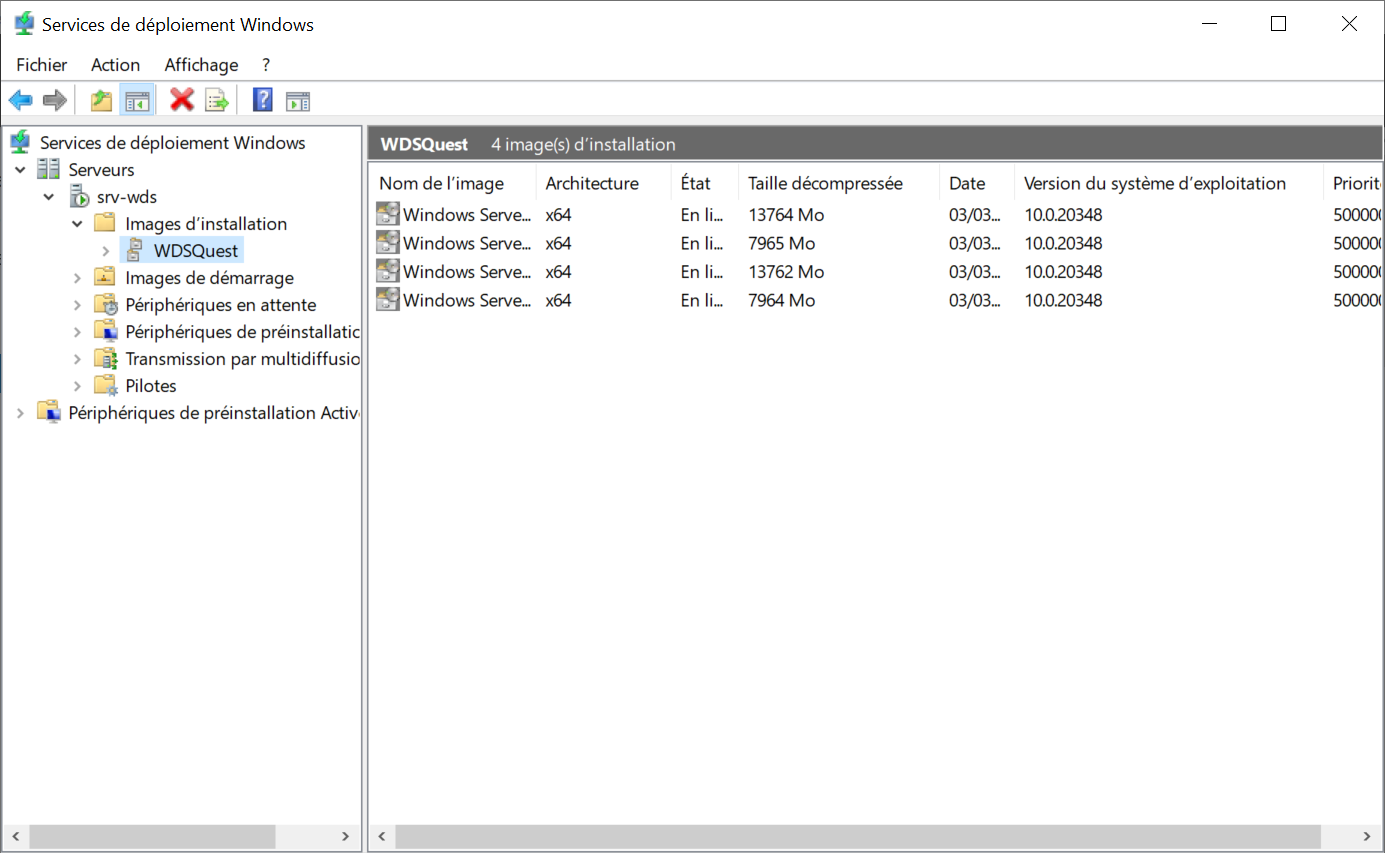 Services de déploiement Windows
Fichier Action Affichage ?
Services de déploiement Windows
Serveurs
srv-wds
Images d’installation
WDSQuest
Images de démarrage
Périphériques en attente
Périphériques de préinstallatic
Transmission par multidiffusio
Pilotes
Périphériques de préinstallation Active
WDSQuest 4 image(s) d’installation
Nom de l’image Architecture État Taille décompressée Date Version du système d’exploitation Priorit
Windows Serve... x64 En li... 13764 Mo 03/03... 10.0.20348 500000
Windows Serve... x64 En li... 7965 Mo 03/03... 10.0.20348 500000
Windows Serve... x64 En li... 13762 Mo 03/03... 10.0.20348 500000
Windows Serve... x64 En li... 7964 Mo 03/03... 10.0.20348 500000